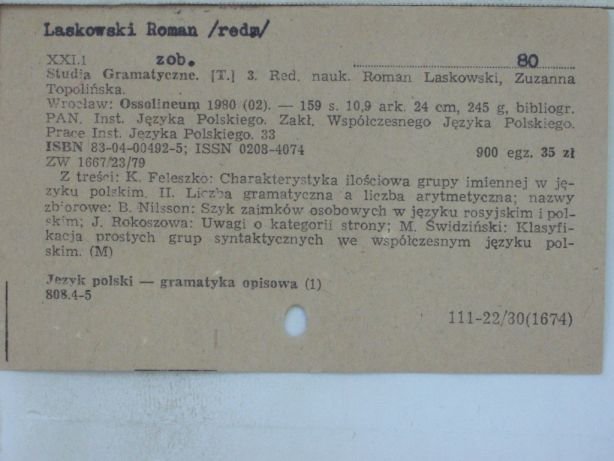 Laskowski Roman /red./
XXI.1 zob. 80
Studia Gramatyczne. [T.] 3. Red. nauk. Roman Laskowski, Zuzanna
Topolińska.
Wrocław: Ossolineum 1980 (02). — 159 s. 10,9 ark. 24 cm, 245 g, bibliogr.
PAN. Inst. Języka Polskiego. Zakł. Współczesnego Języka Polskiego.
Prace Inst. Języka Polskiego. 33
ISBN 83-04-00492-5; ISSN 0208-4074 900 egz. 35 zł
ZW 1667/23/79
Z treści: K. Feleszko: Charakterystyka ilościowa grupy imiennej w ję-
zyku polskim. II. Liczba gramatyczna a liczba arytmetyczna; nazwy
zbiorowe: B. Nilsson: Szyk zaimków osobowych w języku rosyjskim i pol-
skim; J. Rokoszowa: Uwagi o kategorii strony; M. Świdziński: Klasyfi-
kacja prostych grup syntaktycznych we współczesnym języku pol-
skim. (M)
Język polski — gramatyka opisowa (1)
808.4-5
111-22/30(1674)